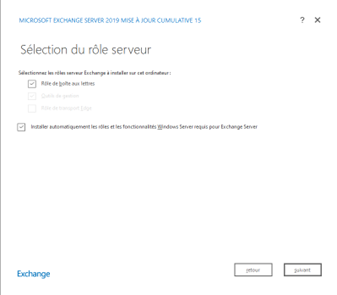 MICROSOFT EXCHANGE SERVER 2019 MISE À JOUR CUMULATIVE 15
? ✕
Sélection du rôle serveur
Sélectionnez les rôles serveur Exchange à installer sur cet ordinateur :
Rôle de boîte aux lettres
Outils de gestion
Rôle de transport Edge
Installer automatiquement les rôles et les fonctionnalités Windows Server requis pour Exchange Server
Exchange
retour
suivant